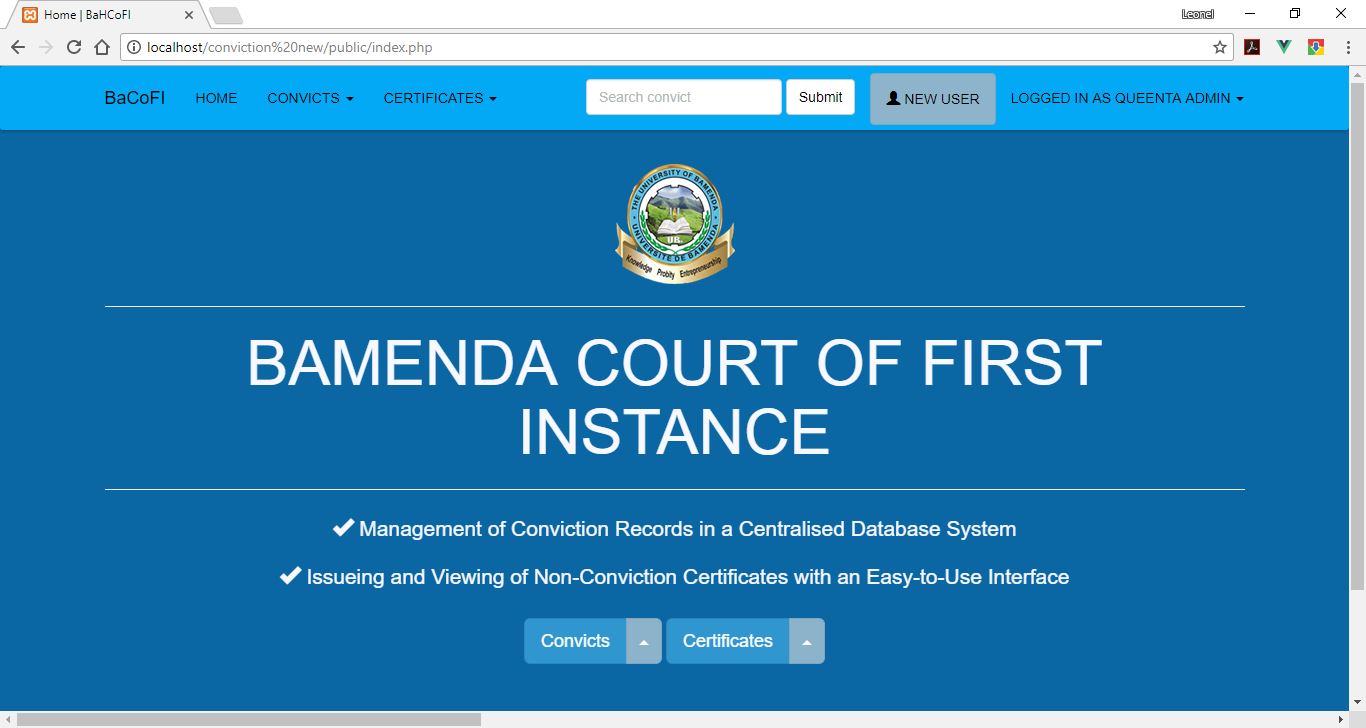 Home | BaHCoFI
Leonel
localhost/conviction%20new/public/index.php
BaCoFI HOME CONVICTS CERTIFICATES Search convict Submit NEW USER LOGGED IN AS QUEENTA ADMIN
THE UNIVERSITY OF BAMENDA
UNIVERSITE DE BAMENDA
Knowledge Probity Entrepreneurship
BAMENDA COURT OF FIRST
INSTANCE
Management of Conviction Records in a Centralised Database System
Issueing and Viewing of Non-Conviction Certificates with an Easy-to-Use Interface
Convicts Certificates